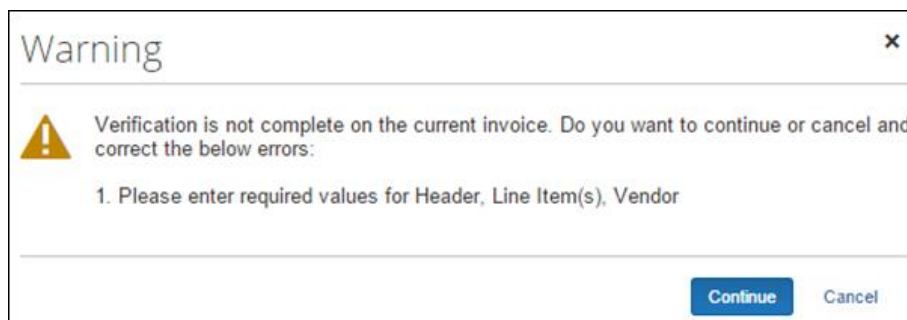 Warning
Verification is not complete on the current invoice. Do you want to continue or cancel and
correct the below errors:
1. Please enter required values for Header, Line Item(s), Vendor
Continue Cancel